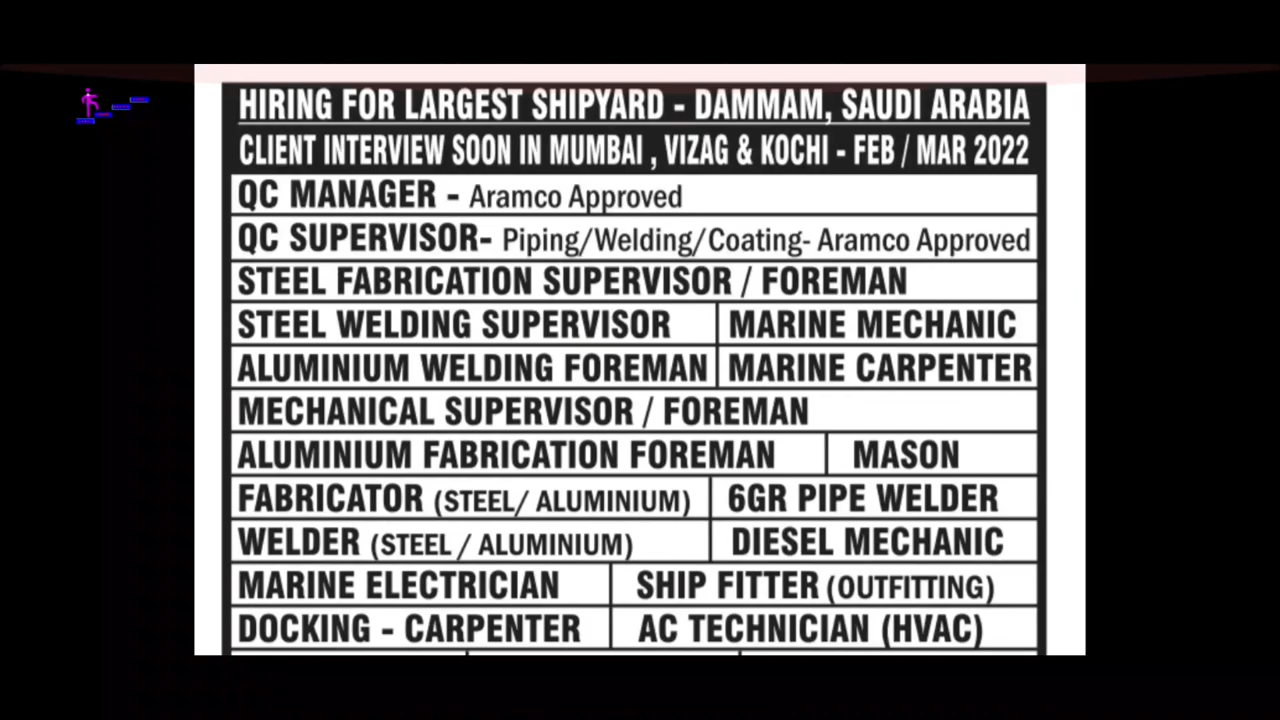 HIRING FOR LARGEST SHIPYARD - DAMMAM, SAUDI ARABIA
CLIENT INTERVIEW SOON IN MUMBAI , VIZAG & KOCHI - FEB / MAR 2022
QC MANAGER - Aramco Approved
QC SUPERVISOR- Piping/Welding/Coating- Aramco Approved
STEEL FABRICATION SUPERVISOR / FOREMAN
STEEL WELDING SUPERVISOR MARINE MECHANIC
ALUMINIUM WELDING FOREMAN MARINE CARPENTER
MECHANICAL SUPERVISOR / FOREMAN
ALUMINIUM FABRICATION FOREMAN MASON
FABRICATOR (STEEL/ ALUMINIUM) 6GR PIPE WELDER
WELDER (STEEL / ALUMINIUM) DIESEL MECHANIC
MARINE ELECTRICIAN SHIP FITTER (OUTFITTING)
DOCKING - CARPENTER AC TECHNICIAN (HVAC)